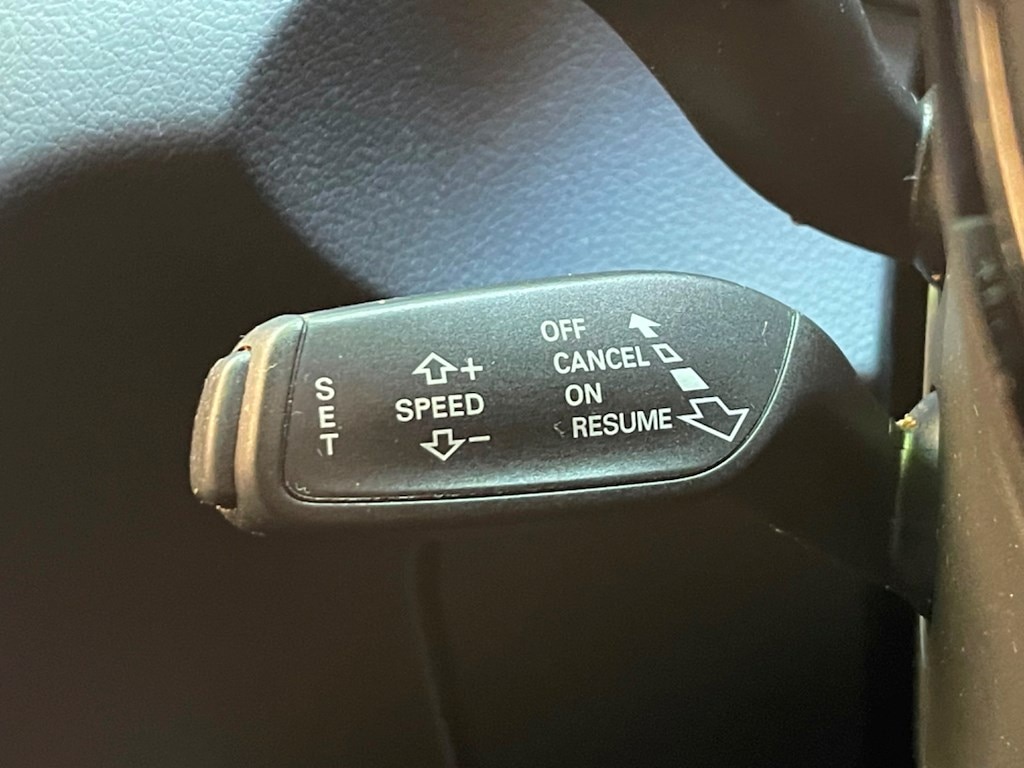 SET
+
SPEED
−
OFF
CANCEL
ON
RESUME